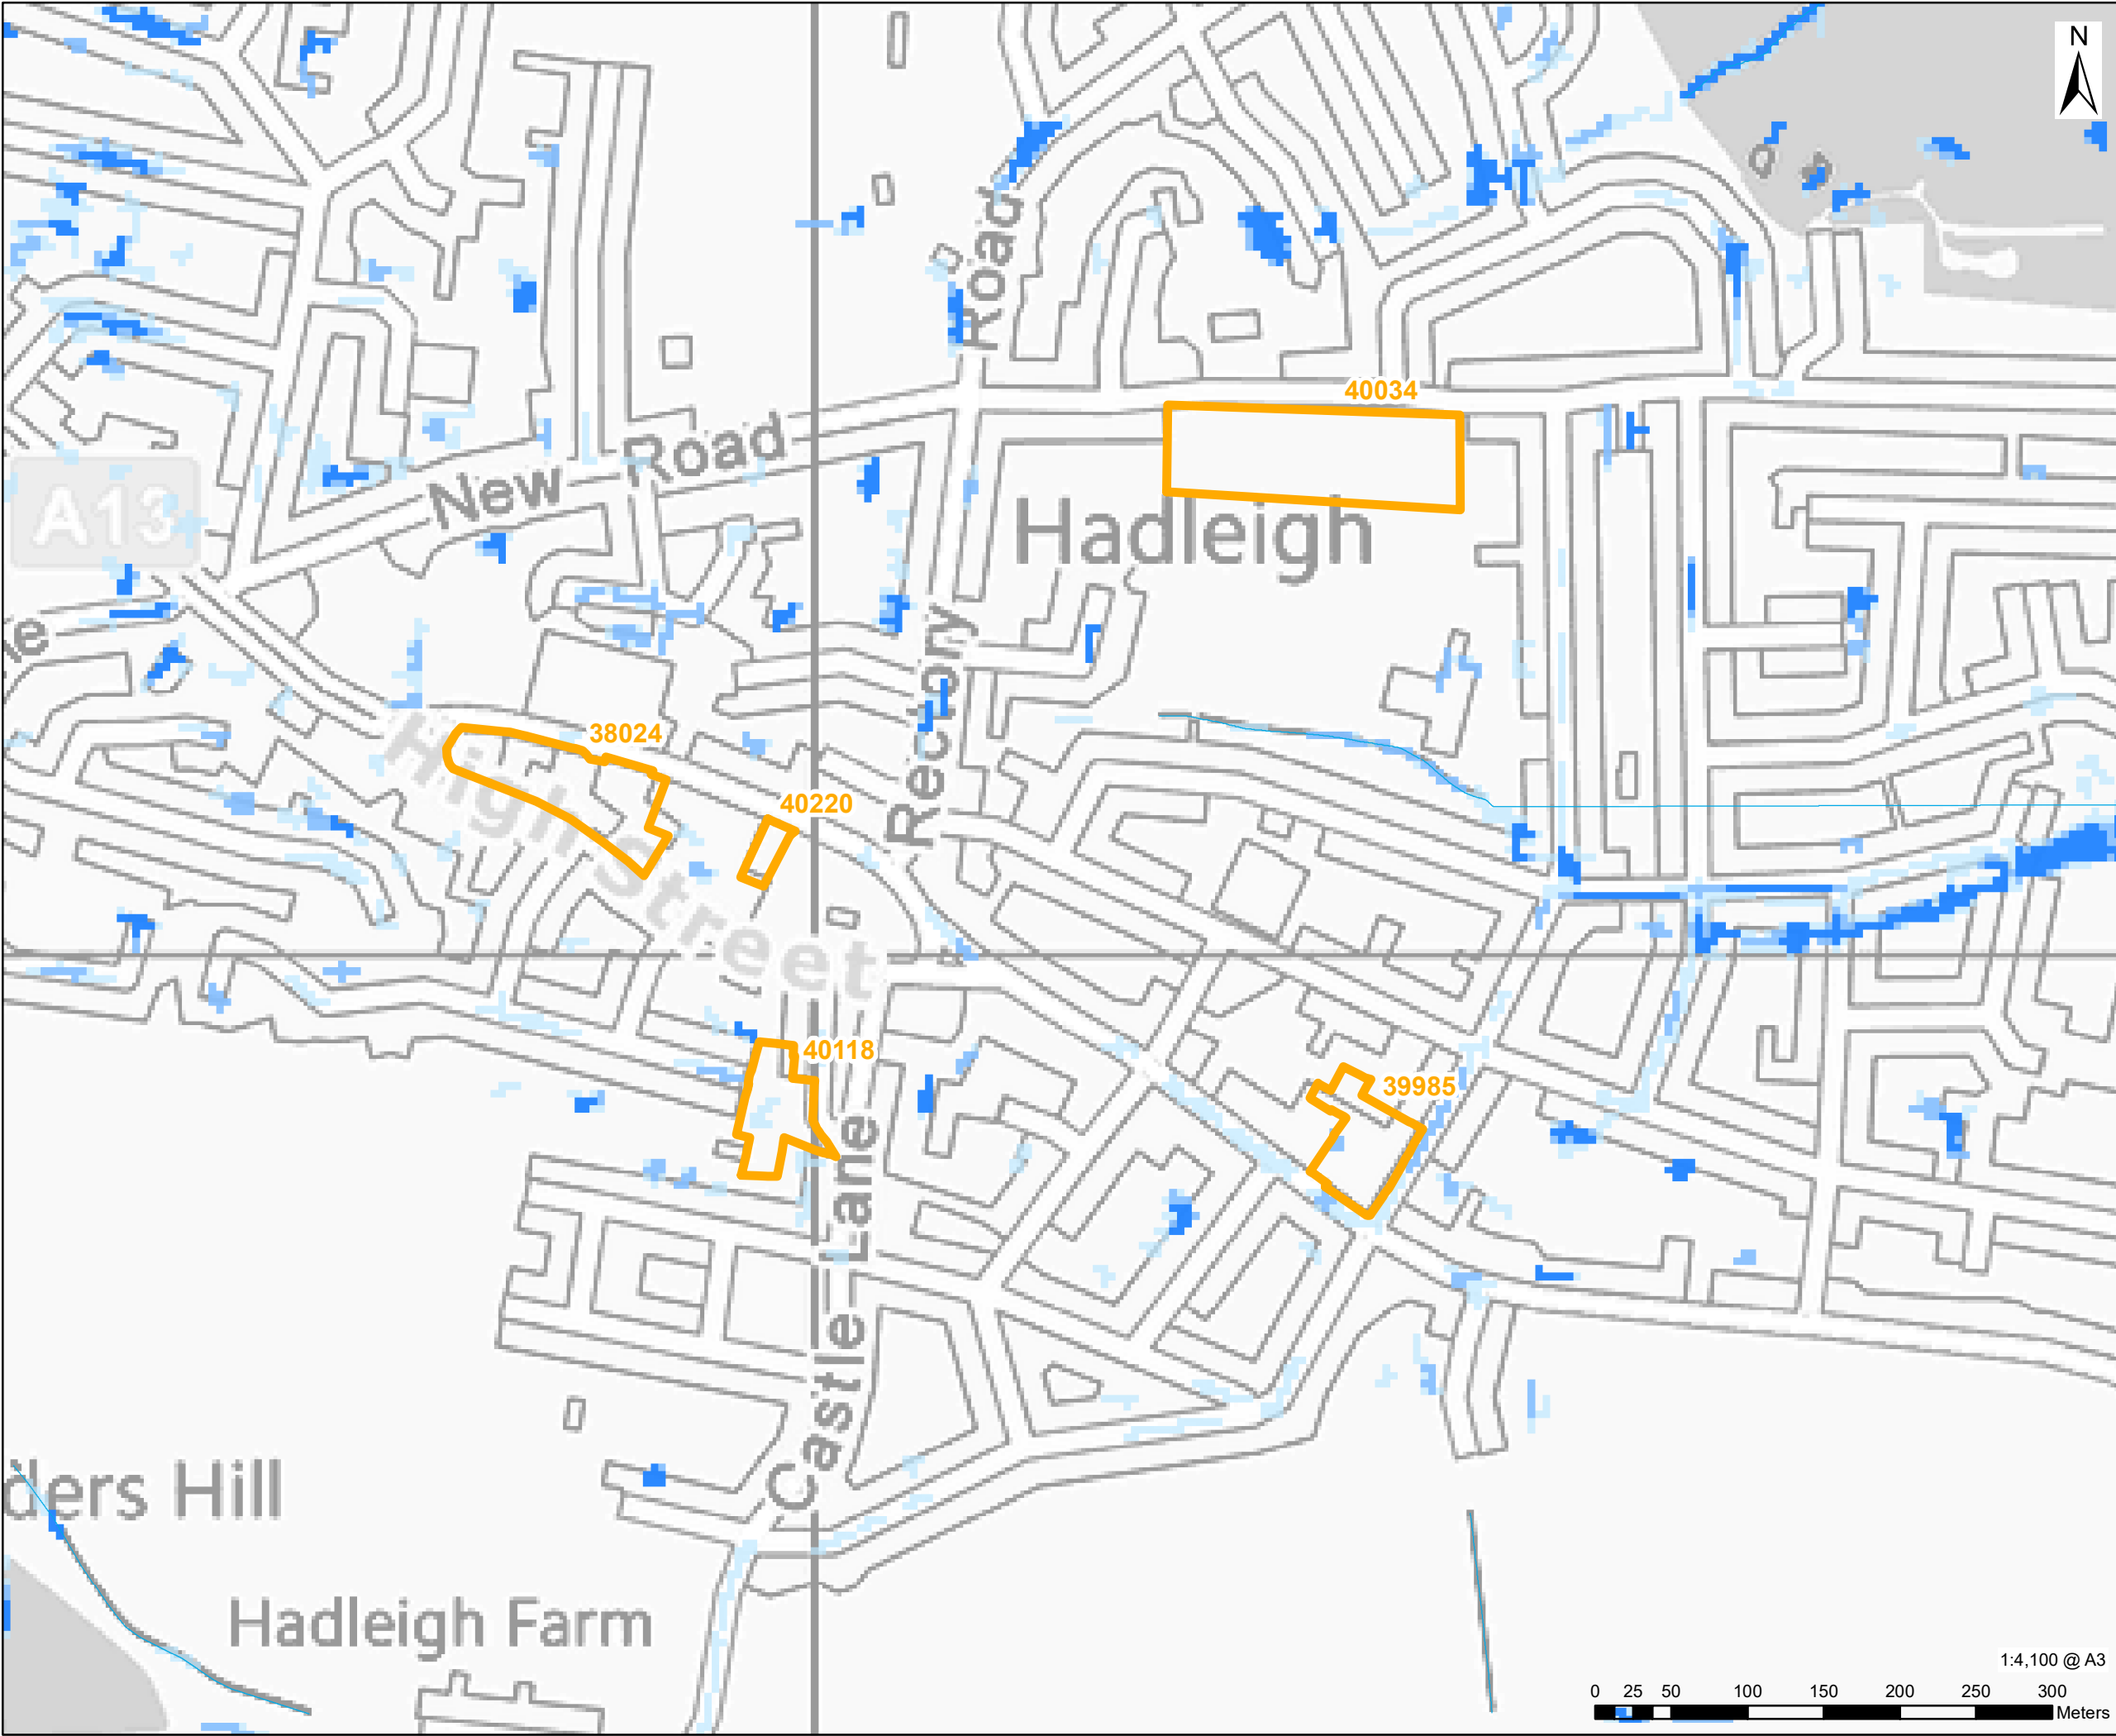 N
Road
40034
New Road
A13
Hadleigh
le
Rectory
38024
High Street
40220
40118
39985
Castle Lane
ders Hill
Hadleigh Farm
1:4,100 @ A3
0 25 50 100 150 200 250 300
Meters